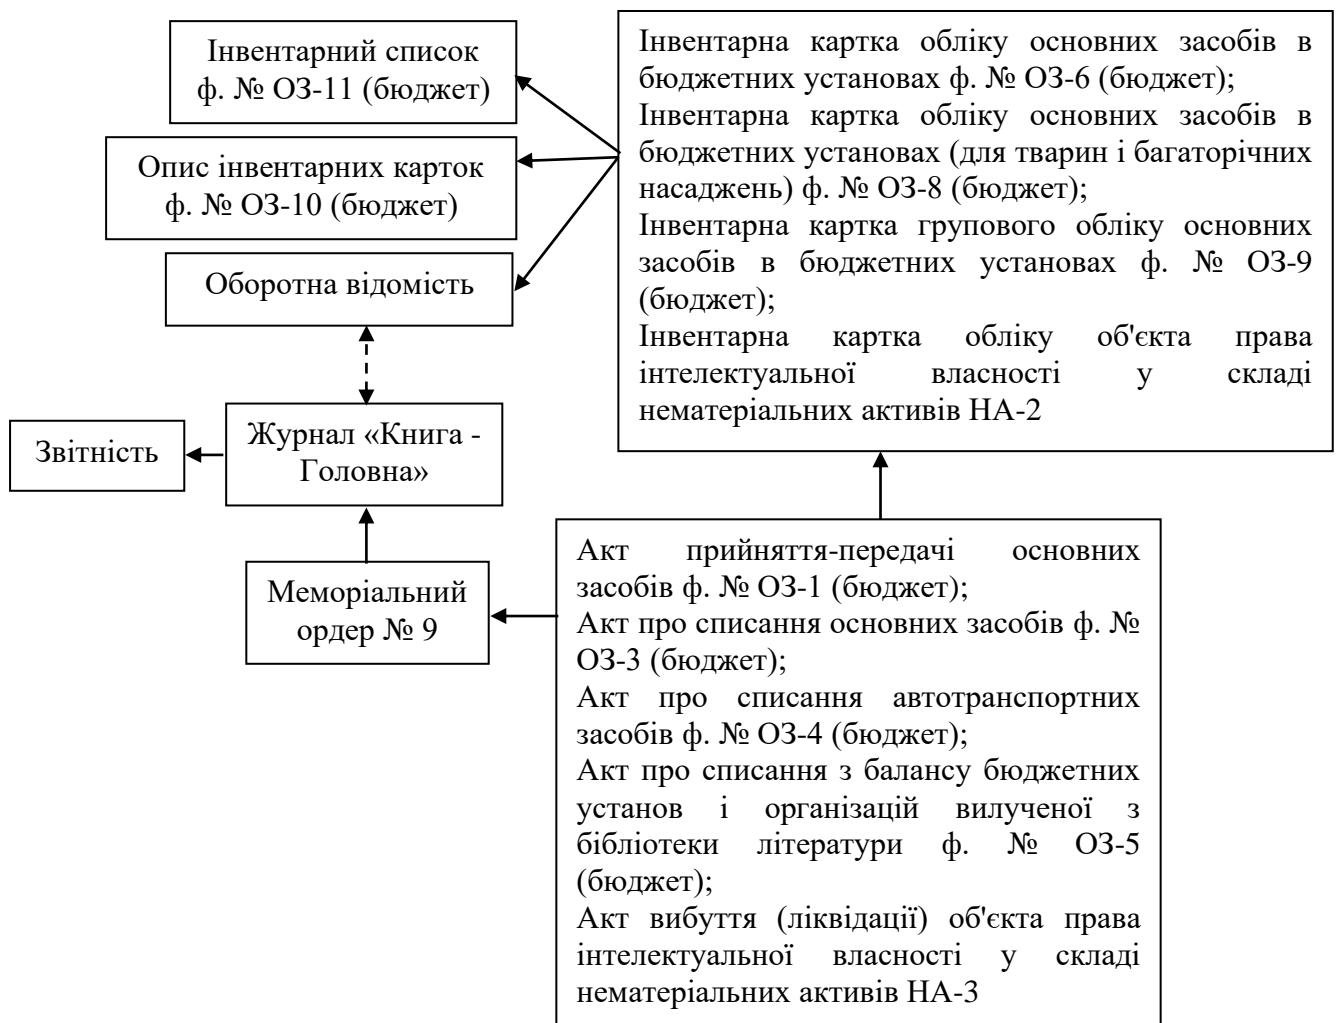 Інвентарний список
ф. № ОЗ-11 (бюджет)
Опис інвентарних карток
ф. № ОЗ-10 (бюджет)
Оборотна відомість
Журнал «Книга -
Головна»
Звітність
Меморіальний
ордер № 9
Інвентарна картка обліку основних засобів в
бюджетних установах ф. № ОЗ-6 (бюджет);
Інвентарна картка обліку основних засобів в
бюджетних установах (для тварин і багаторічних
насаджень) ф. № ОЗ-8 (бюджет);
Інвентарна картка групового обліку основних
засобів в бюджетних установах ф. № ОЗ-9
(бюджет);
Інвентарна картка обліку об'єкта права
інтелектуальної власності у складі
нематеріальних активів НА-2
Акт прийняття-передачі основних
засобів ф. № ОЗ-1 (бюджет);
Акт про списання основних засобів ф. №
ОЗ-3 (бюджет);
Акт про списання автотранспортних
засобів ф. № ОЗ-4 (бюджет);
Акт про списання з балансу бюджетних
установ і організацій вилученої з
бібліотеки літератури ф. № ОЗ-5
(бюджет);
Акт вибуття (ліквідації) об'єкта права
інтелектуальної власності у складі
нематеріальних активів НА-3